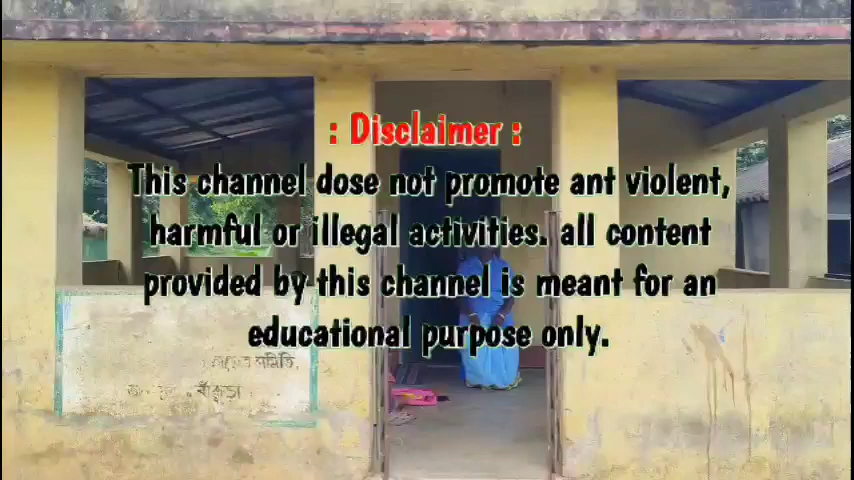 : Disclaimer :
This channel dose not promote ant violent,
harmful or illegal activities. all content
provided by this channel is meant for an
educational purpose only.
সমিতি
বাঁকুড়া